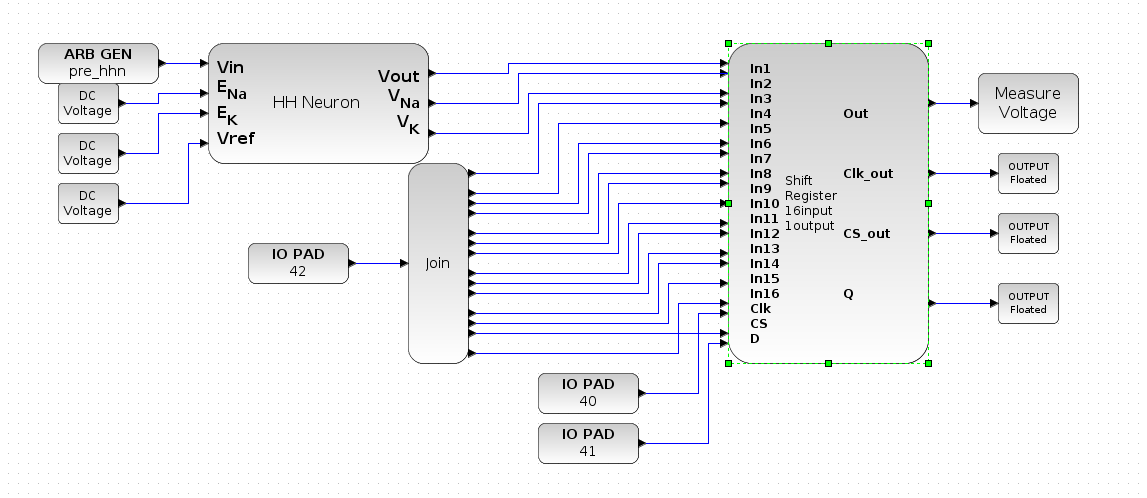 ARB GEN
pre_hhn
DC
Voltage
DC
Voltage
DC
Voltage
Vin
ENa
EK
Vref
HH Neuron
Vout
VNa
VK
IO PAD
42
Join
IO PAD
40
IO PAD
41
In1
In2
In3
In4
In5
In6
In7
In8
In9
In10
In11
In12
In13
In14
In15
In16
Clk
CS
D
Shift
Register
16input
1output
Out
Clk_out
CS_out
Q
Measure
Voltage
OUTPUT
Floated
OUTPUT
Floated
OUTPUT
Floated